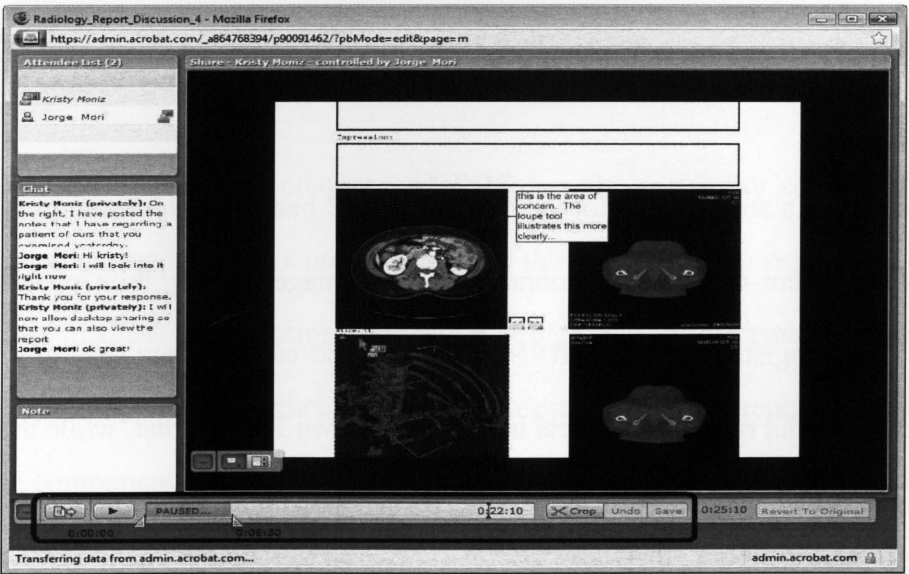 Radiology_Report_Discussion_4 - Mozilla Firefox
https://admin.acrobat.com/_a864768394/p90091462/?pbMode=edit&page=m
Attendee List (2)
Kristy Moniz
Jorge Mori
Share - Kristy Moniz - controlled by Jorge Mori
Chat
Kristy Moniz (privately): On
the right, I have posted the
notes that I have regarding a
patient of ours that you
examined yesterday.
Jorge Mori: Hi kristy!
Jorge Mori: i will look into it
right now
Kristy Moniz (privately):
Thank you for your response.
Kristy Moniz (privately): I will
now allow desktop sharing so
that you can also view the
report
Jorge Mori: ok great!
Note
Impression:
this is the area of
concern. The
loupe tool
illustrates this more
clearly...
PAUSED...
0:22:10
Crop
Undo
Save
0:25:10
Revert To Original
0:00:00
0:05:30
Transferring data from admin.acrobat.com...
admin.acrobat.com